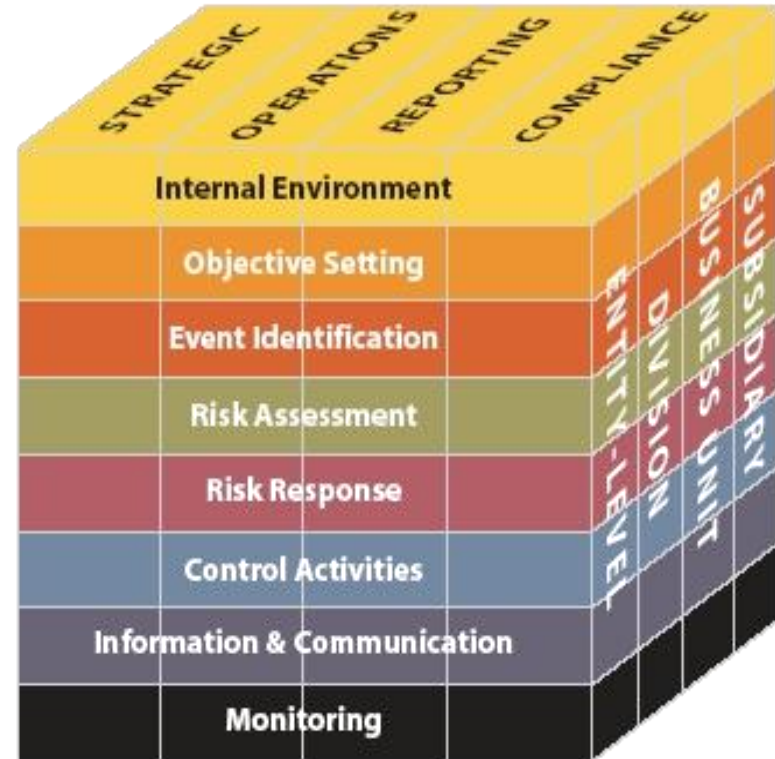 STRATEGIC
OPERATIONS
REPORTING
COMPLIANCE
Internal Environment
Objective Setting
Event Identification
Risk Assessment
Risk Response
Control Activities
Information & Communication
Monitoring
ENTITY-LEVEL
DIVISION
BUSINESS UNIT
SUBSIDIARY